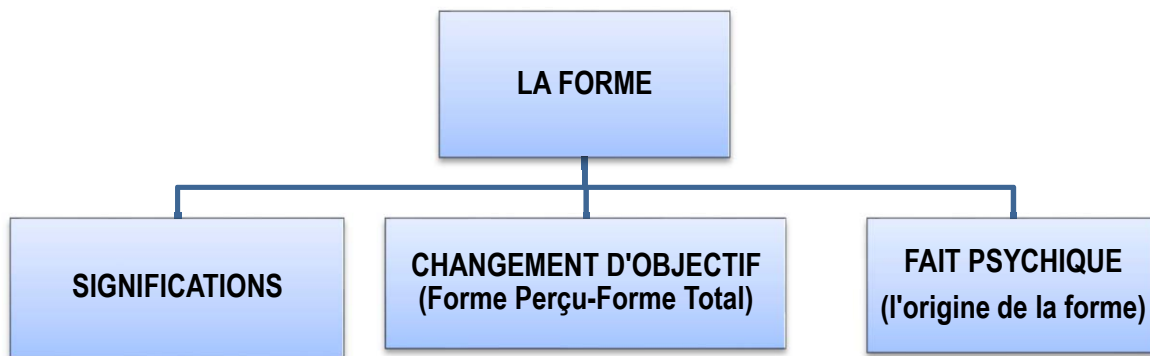 LA FORME
SIGNIFICATIONS
CHANGEMENT D'OBJECTIF
(Forme Perçu-Forme Total)
FAIT PSYCHIQUE
(l'origine de la forme)